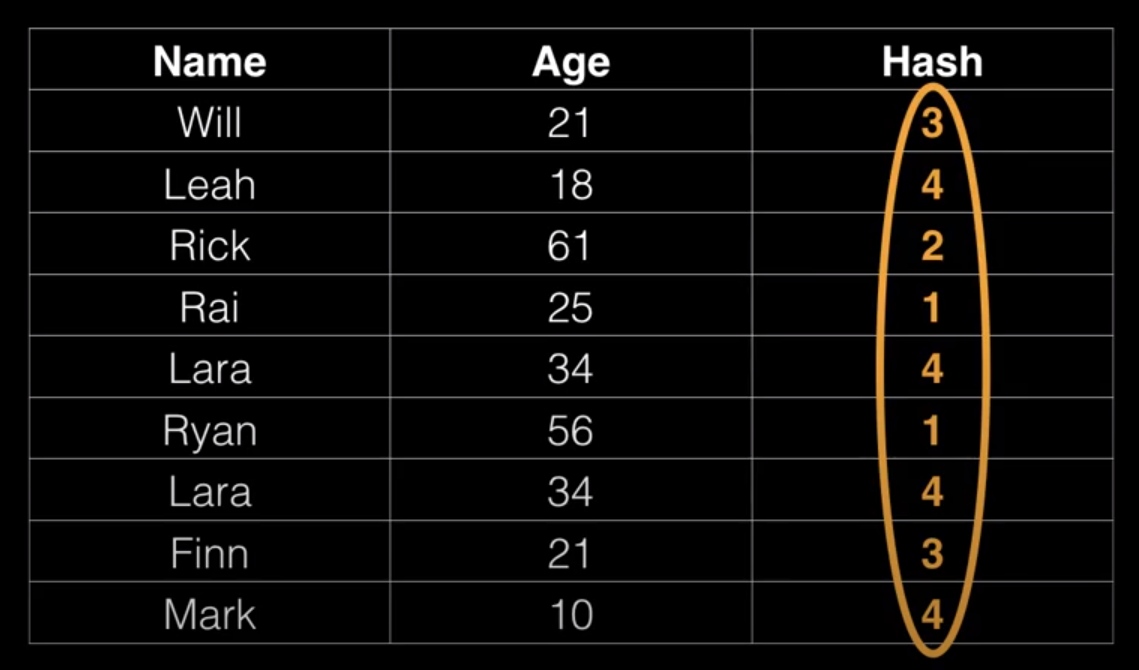 Name Age Hash
Will 21 3
Leah 18 4
Rick 61 2
Rai 25 1
Lara 34 4
Ryan 56 1
Lara 34 4
Finn 21 3
Mark 10 4